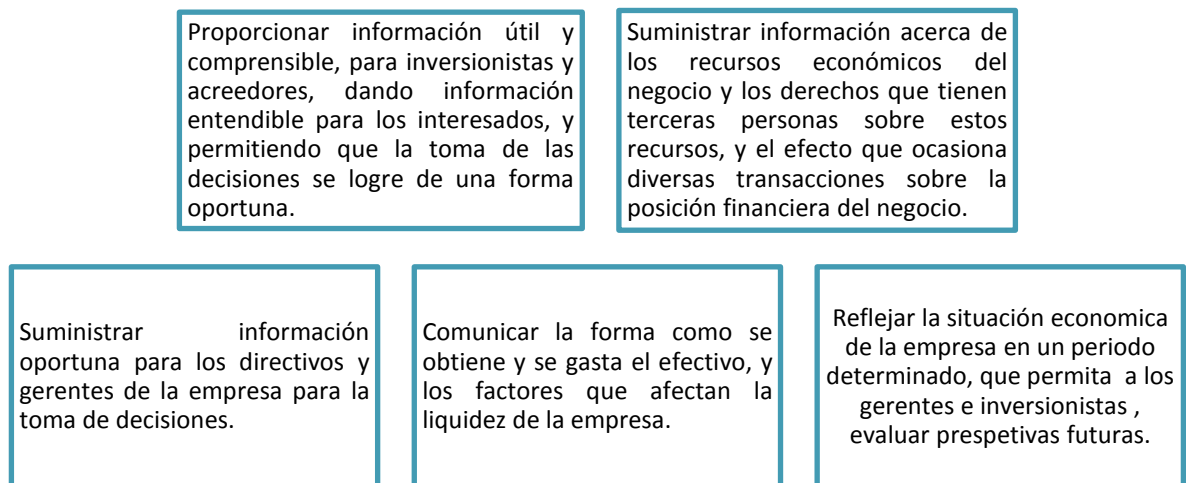 Proporcionar información útil y
comprensible, para inversionistas y
acreedores, dando información
entendible para los interesados, y
permitiendo que la toma de las
decisiones se logre de una forma
oportuna.
Suministrar información acerca de
los recursos económicos del
negocio y los derechos que tienen
terceras personas sobre estos
recursos, y el efecto que ocasiona
diversas transacciones sobre la
posición financiera del negocio.
Suministrar información
oportuna para los directivos y
gerentes de la empresa para la
toma de decisiones.
Comunicar la forma como se
obtiene y se gasta el efectivo, y
los factores que afectan la
liquidez de la empresa.
Reflejar la situación economica
de la empresa en un periodo
determinado, que permita a los
gerentes e inversionistas ,
evaluar prespetivas futuras.